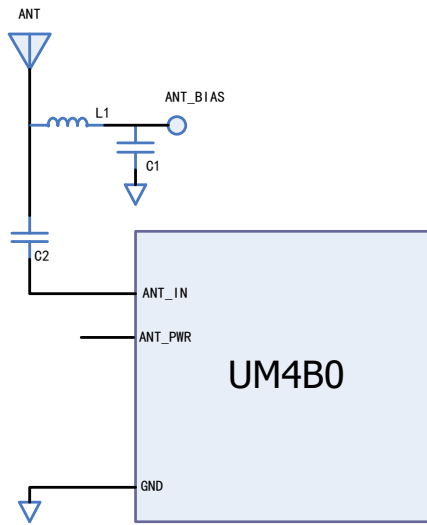 ANT
ANT_BIAS
L1
C1
C2
ANT_IN
ANT_PWR
UM4B0
GND